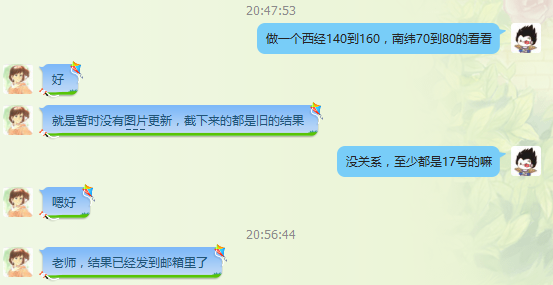 20:47:53
做一个西经140到160，南纬70到80的看看
好
就是暂时没有图片更新，截下来的都是旧的结果
没关系，至少都是17号的嘛
嗯好
20:56:44
老师，结果已经发到邮箱里了